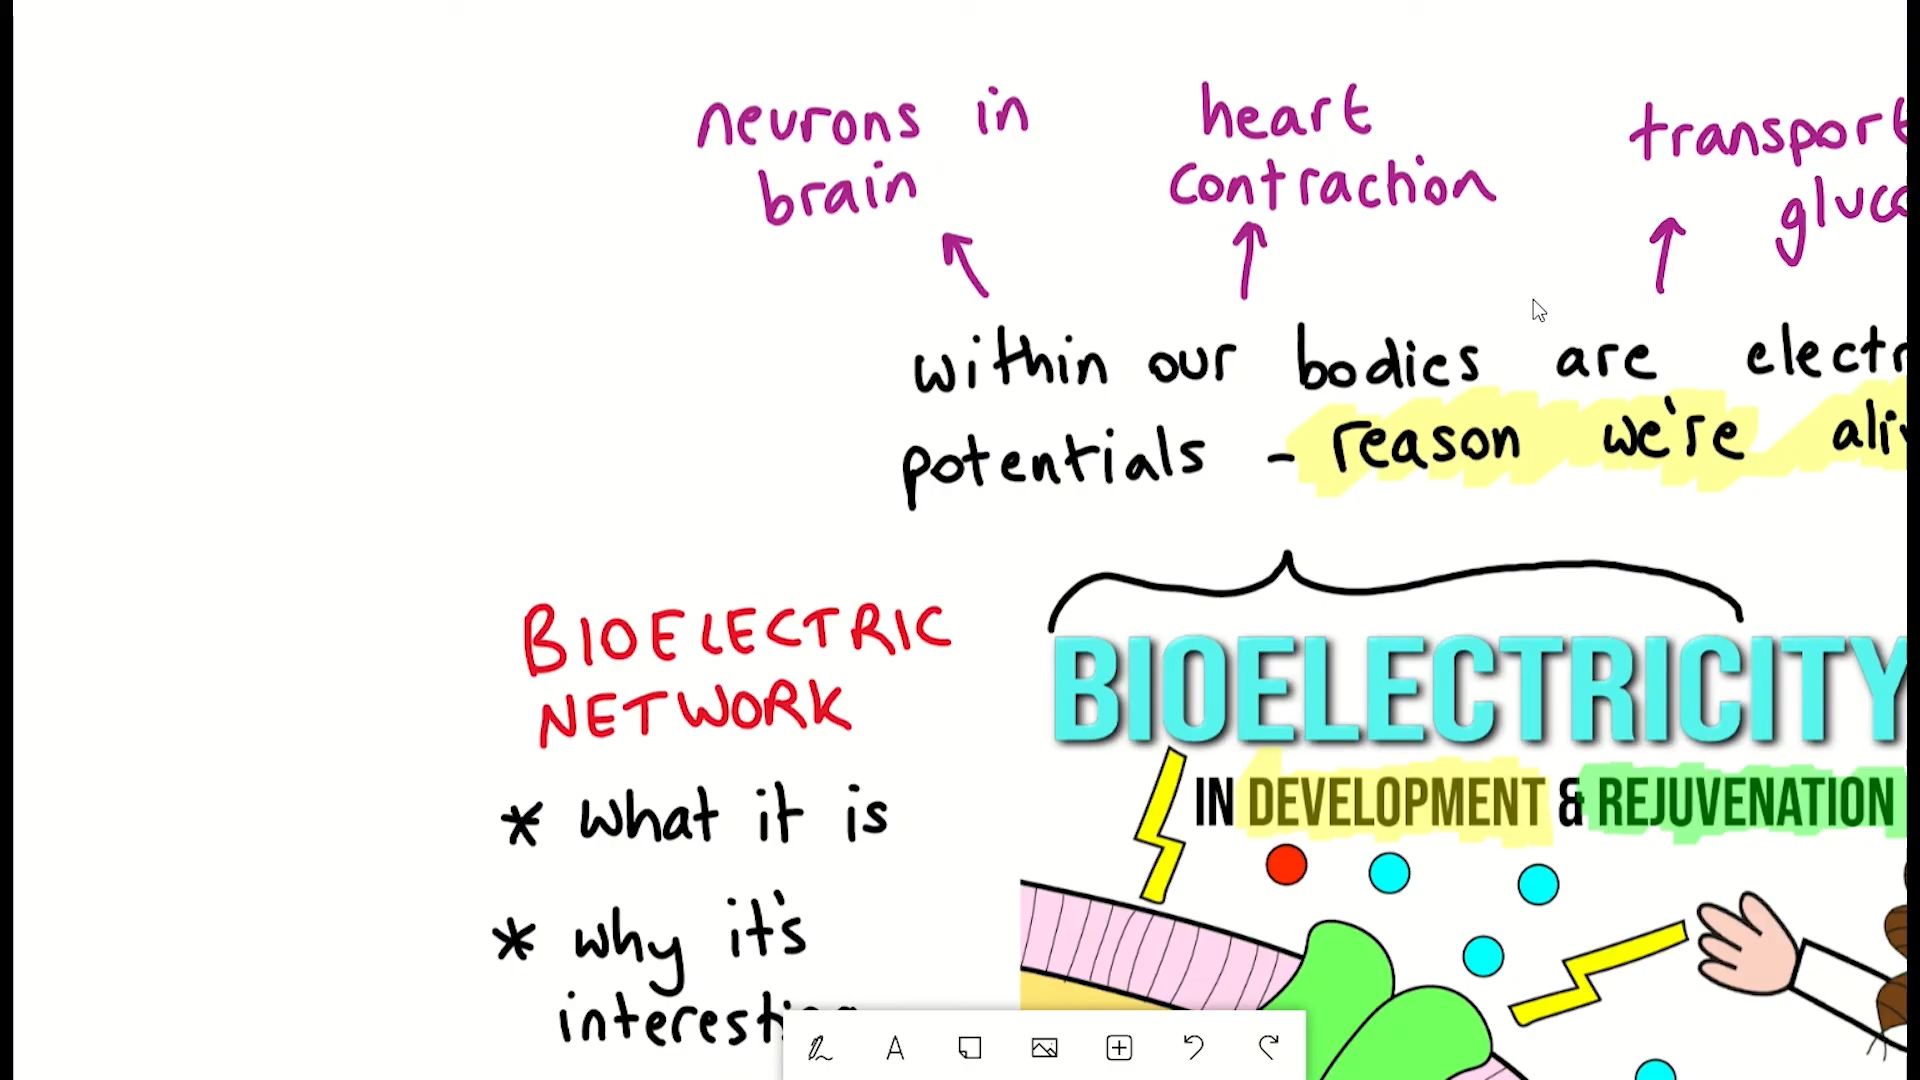 neurons in
brain
heart
contraction
transport
within our bodies are
potentials - reason we're
BIOELECTRIC
NETWORK
* what it is
* why it's
BIOELECTRICITY
IN DEVELOPMENT & REJUVENATION
A